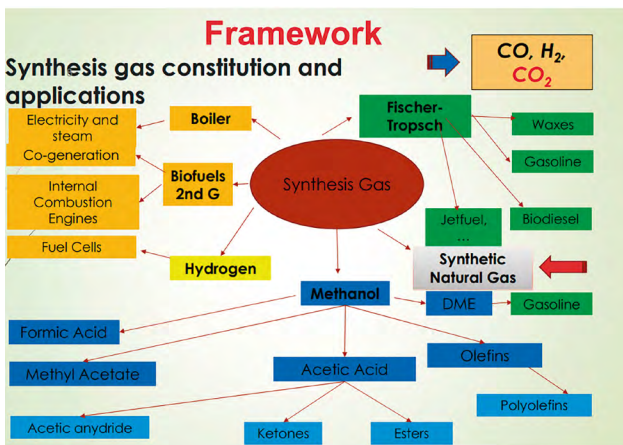 Framework
Synthesis gas constitution and
applications
CO, H2,
CO2
Electricity and
steam
Co-generation
Boiler
Fischer-
Tropsch
Waxes
Gasoline
Biofuels
2nd G
Synthesis Gas
Internal
Combustion
Engines
Jetfuel,
...
Biodiesel
Fuel Cells
Hydrogen
Synthetic
Natural Gas
Methanol
DME
Gasoline
Formic Acid
Methyl Acetate
Acetic Acid
Olefins
Polyolefins
Acetic anydride
Ketones
Esters